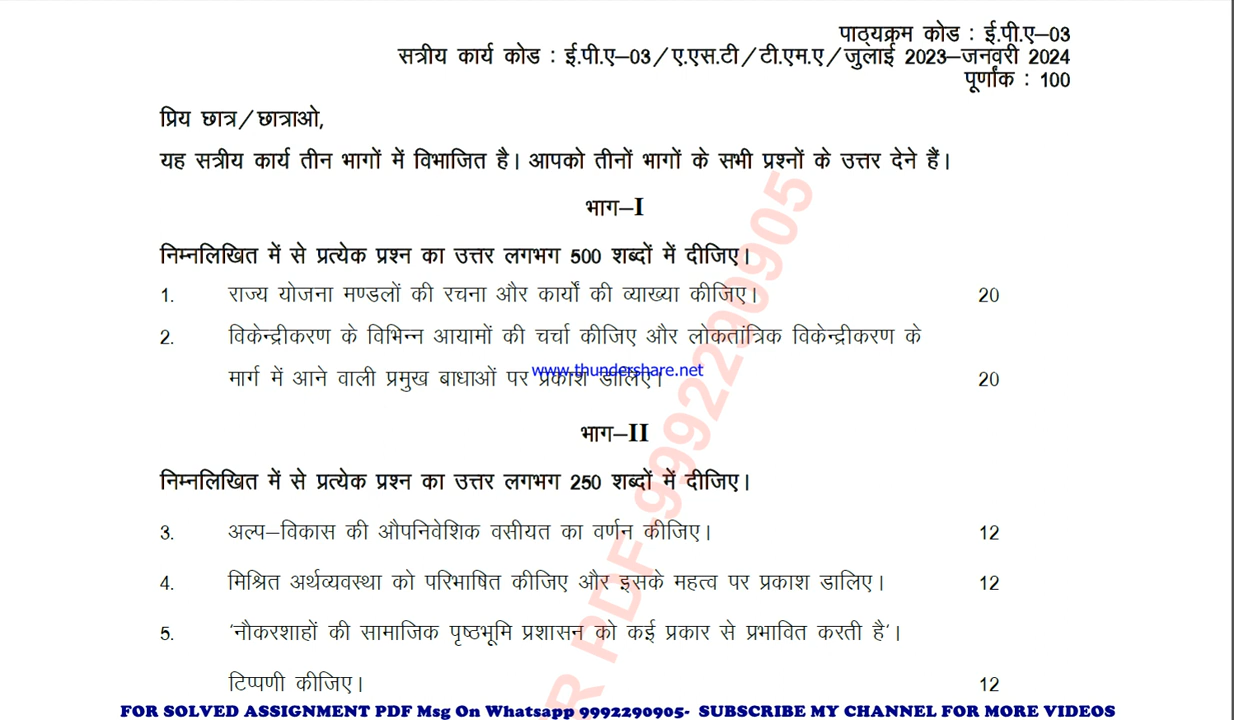 पाठ्यक्रम कोड : ई.पी.ए–03
सत्रीय कार्य कोड : ई.पी.ए–03/ए.एस.टी/टी.एम.ए/जुलाई 2023–जनवरी 2024
पूर्णांक : 100
प्रिय छात्र/छात्राओ,
यह सत्रीय कार्य तीन भागों में विभाजित है। आपको तीनों भागों के सभी प्रश्नों के उत्तर देने हैं।
भाग–I
निम्नलिखित में से प्रत्येक प्रश्न का उत्तर लगभग 500 शब्दों में दीजिए।
1. राज्य योजना मण्डलों की रचना और कार्यों की व्याख्या कीजिए। 20
2. विकेन्द्रीकरण के विभिन्न आयामों की चर्चा कीजिए और लोकतांत्रिक विकेन्द्रीकरण के
मार्ग में आने वाली प्रमुख बाधाओं पर प्रकाश डालिए। 20
www.thundershare.net
भाग–II
निम्नलिखित में से प्रत्येक प्रश्न का उत्तर लगभग 250 शब्दों में दीजिए।
3. अल्प–विकास की औपनिवेशिक वसीयत का वर्णन कीजिए। 12
4. मिश्रित अर्थव्यवस्था को परिभाषित कीजिए और इसके महत्व पर प्रकाश डालिए। 12
5. 'नौकरशाहों की सामाजिक पृष्ठभूमि प्रशासन को कई प्रकार से प्रभावित करती है'।
टिप्पणी कीजिए। 12
R PDF-9992290905
FOR SOLVED ASSIGNMENT PDF Msg On Whatsapp 9992290905- SUBSCRIBE MY CHANNEL FOR MORE VIDEOS